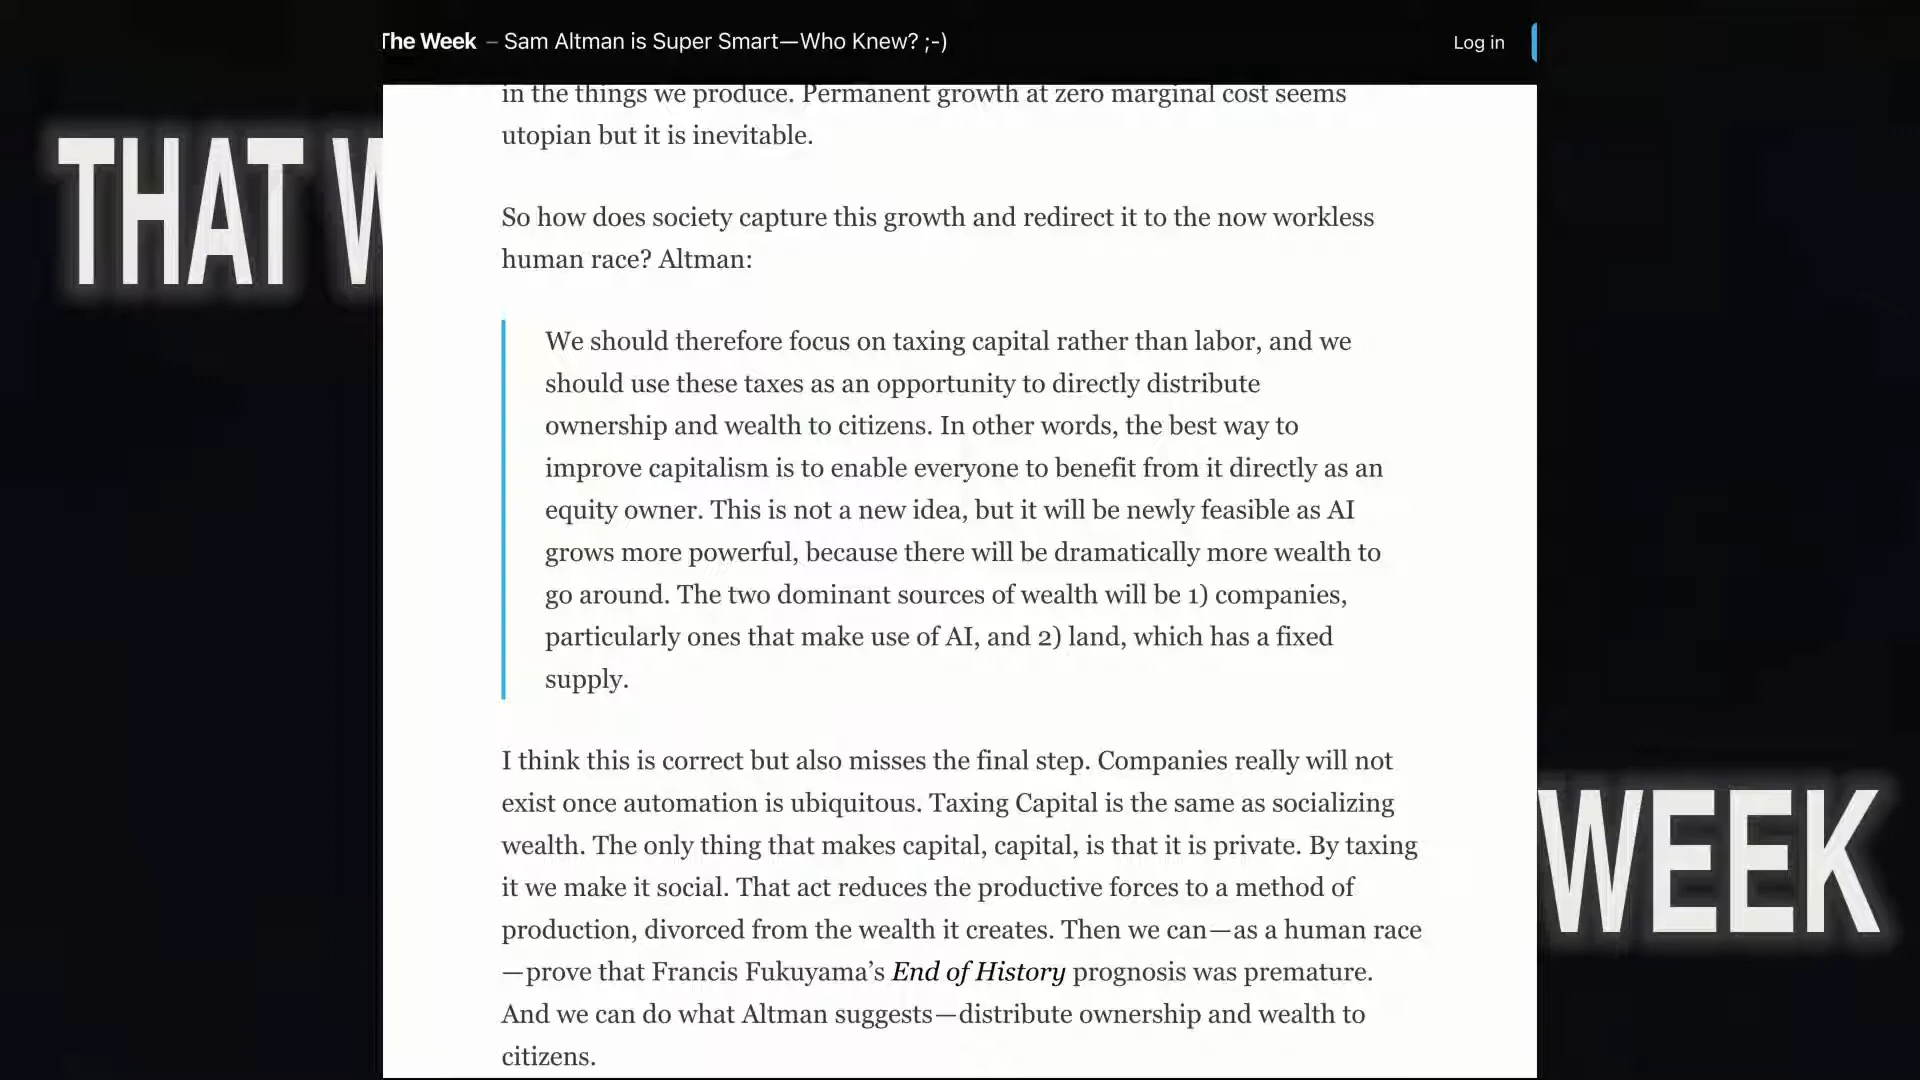 The Week – Sam Altman is Super Smart—Who Knew? ;-)
Log in
THAT W
in the things we produce. Permanent growth at zero marginal cost seems
utopian but it is inevitable.
So how does society capture this growth and redirect it to the now workless
human race? Altman:
We should therefore focus on taxing capital rather than labor, and we
should use these taxes as an opportunity to directly distribute
ownership and wealth to citizens. In other words, the best way to
improve capitalism is to enable everyone to benefit from it directly as an
equity owner. This is not a new idea, but it will be newly feasible as AI
grows more powerful, because there will be dramatically more wealth to
go around. The two dominant sources of wealth will be 1) companies,
particularly ones that make use of AI, and 2) land, which has a fixed
supply.
I think this is correct but also misses the final step. Companies really will not
exist once automation is ubiquitous. Taxing Capital is the same as socializing
wealth. The only thing that makes capital, capital, is that it is private. By taxing
it we make it social. That act reduces the productive forces to a method of
production, divorced from the wealth it creates. Then we can—as a human race
—prove that Francis Fukuyama’s End of History prognosis was premature.
And we can do what Altman suggests—distribute ownership and wealth to
citizens.
WEEK